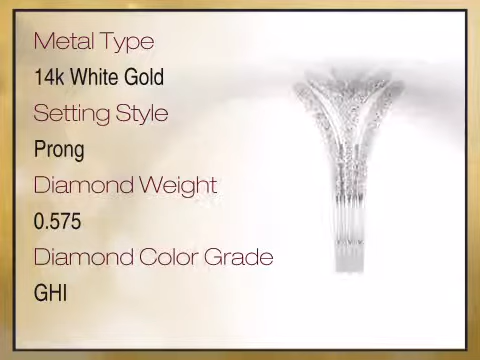 Metal Type
14k White Gold
Setting Style
Prong
Diamond Weight
0.575
Diamond Color Grade
GHI